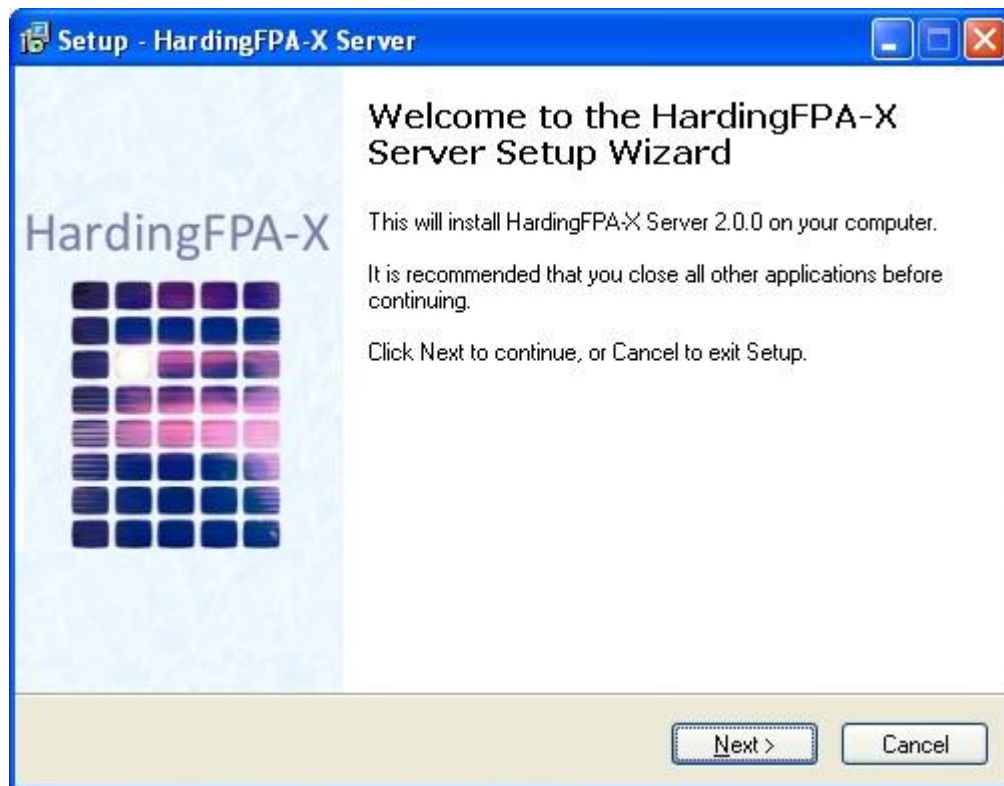 Setup - HardingFPA-X Server
Welcome to the HardingFPA-X
Server Setup Wizard
HardingFPA-X
This will install HardingFPA-X Server 2.0.0 on your computer.
It is recommended that you close all other applications before
continuing.
Click Next to continue, or Cancel to exit Setup.
Next >
Cancel